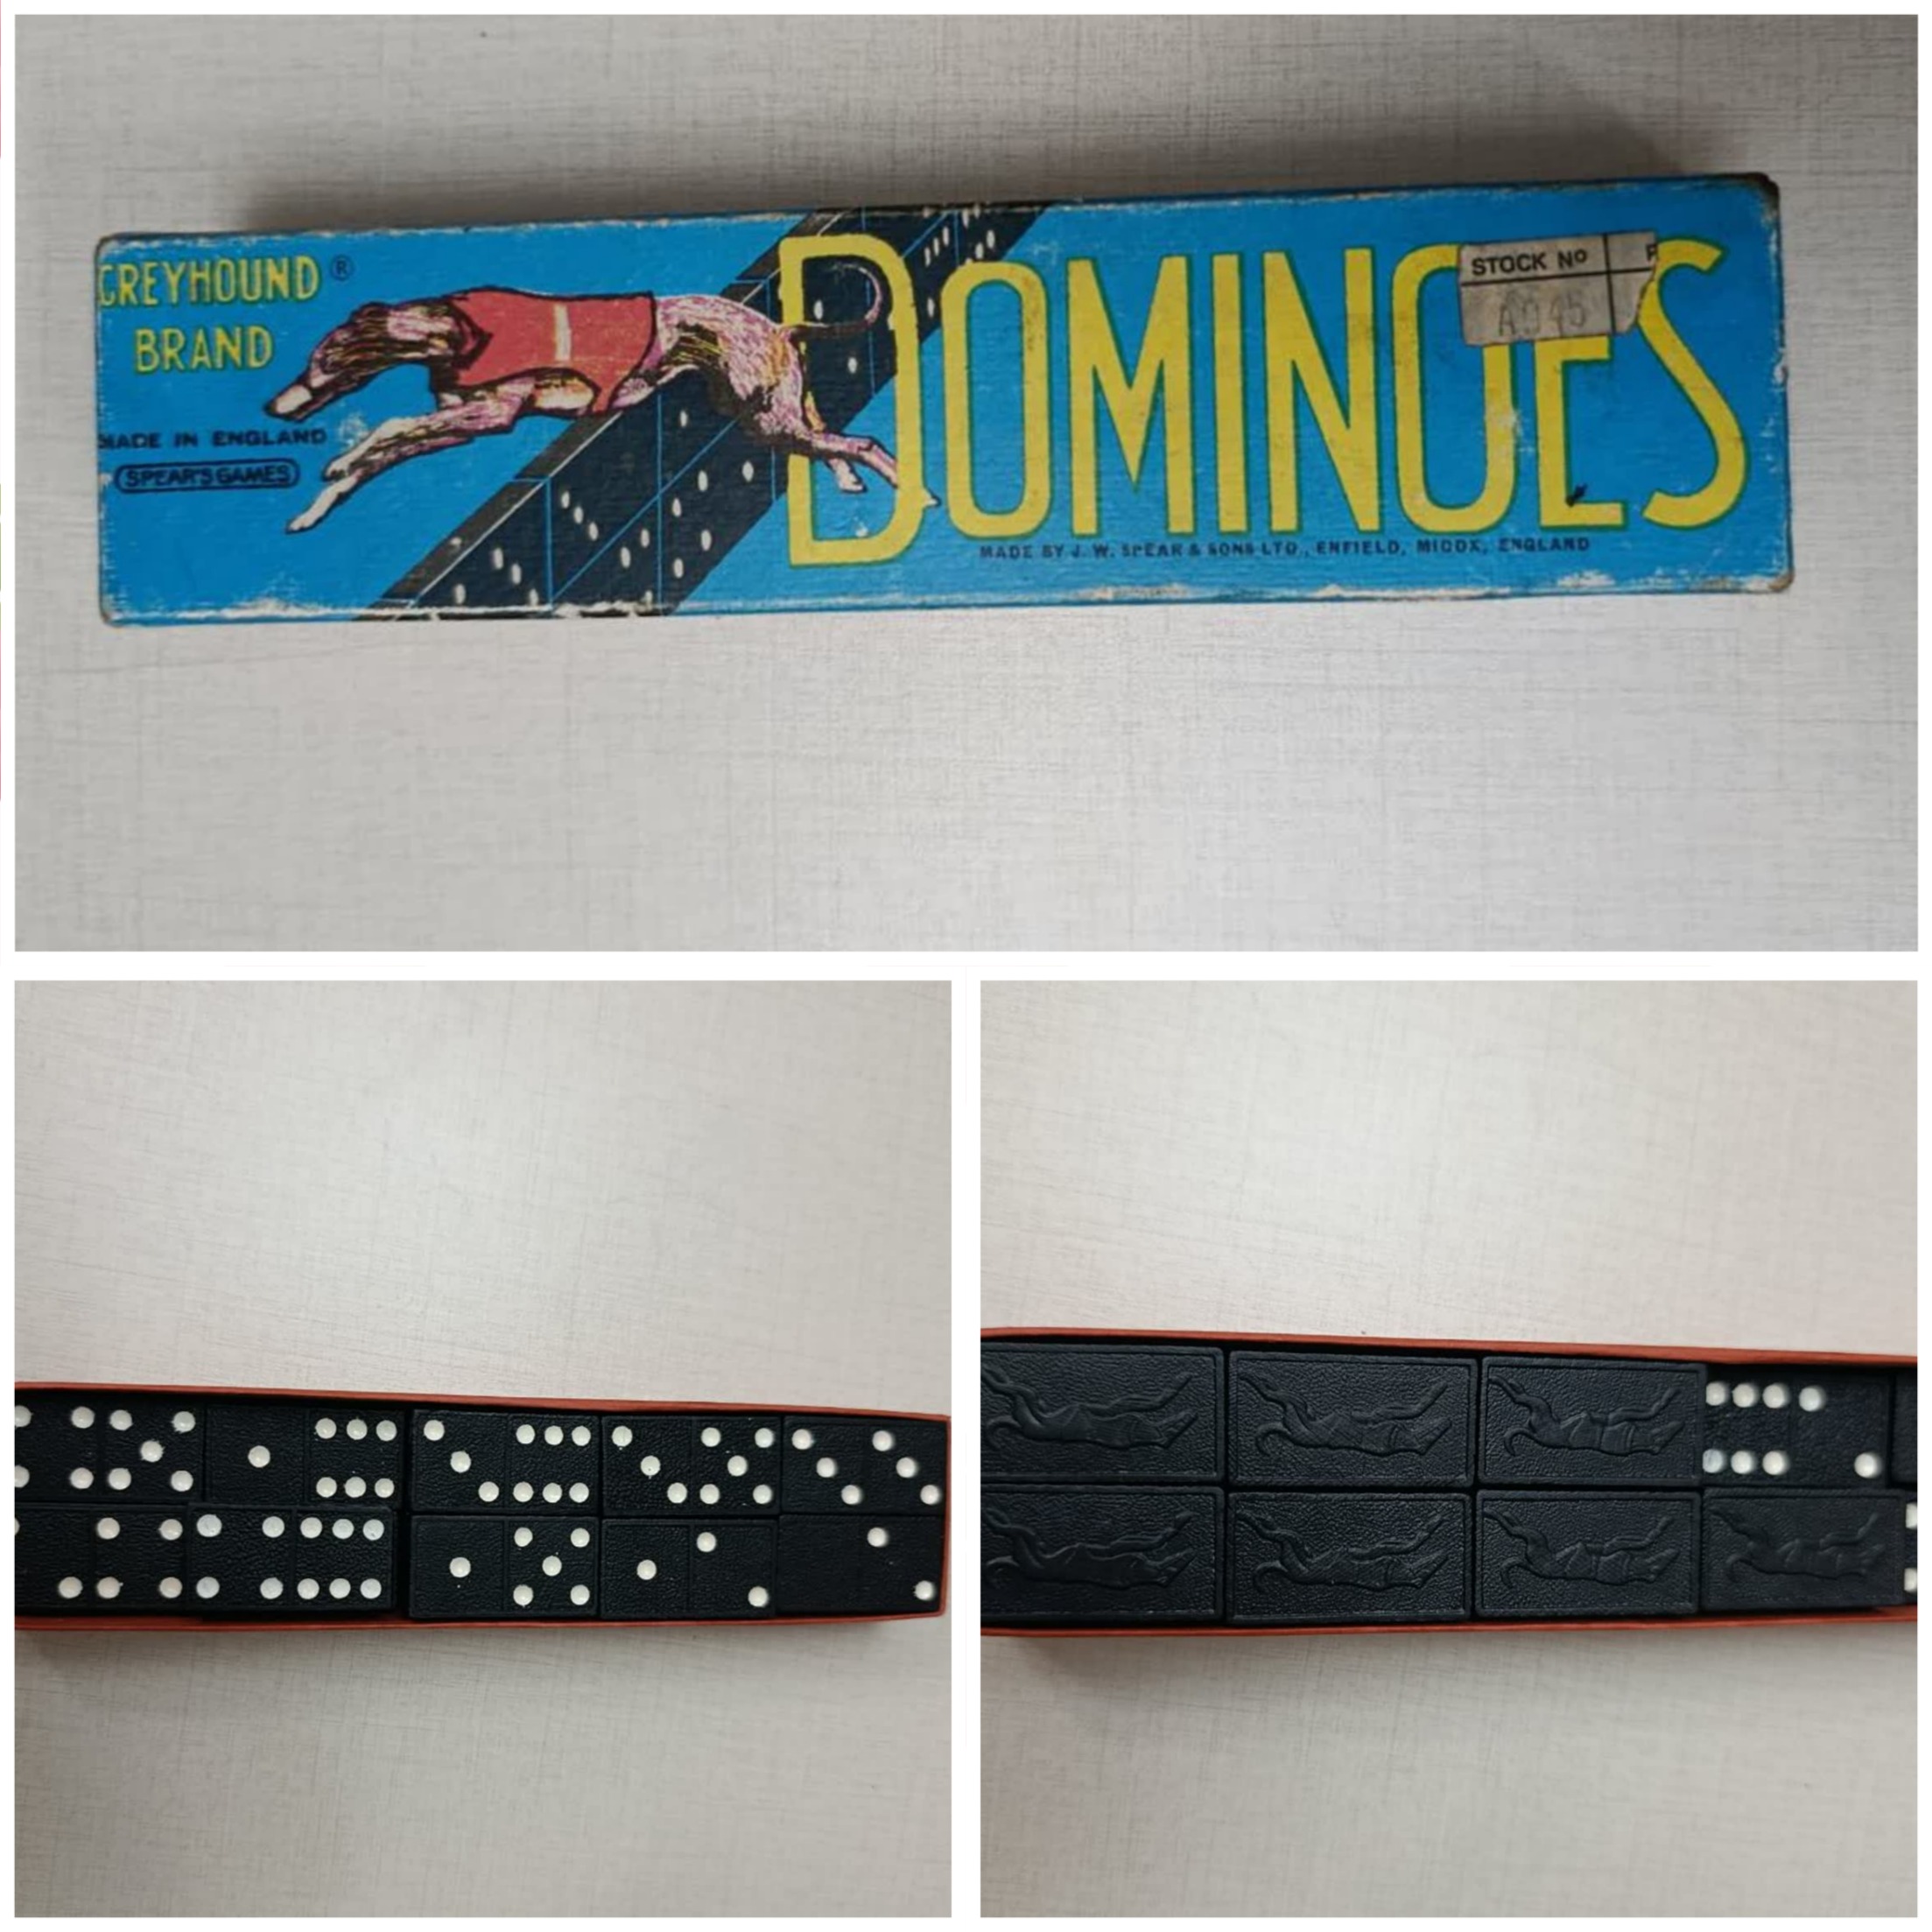 GREYHOUND ®
BRAND
MADE IN ENGLAND
SPEAR'S GAMES
DOMINOES
STOCK Nº
MADE BY J. W. SPEAR & SONS LTD., ENFIELD, MIDDX, ENGLAND